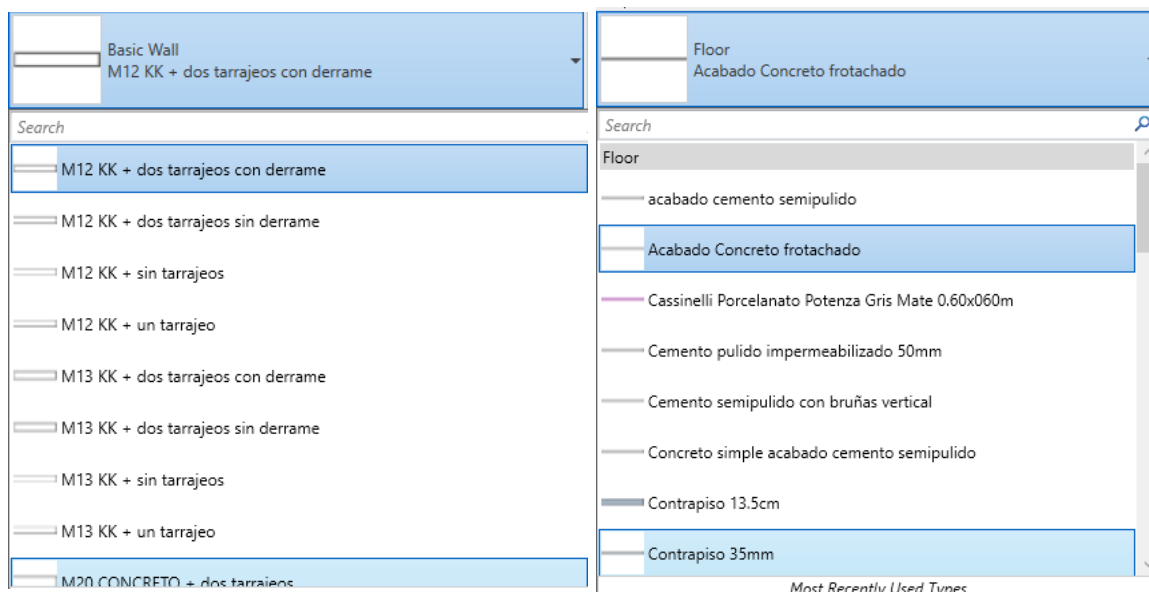 Basic Wall
M12 KK + dos tarrajeos con derrame
Search
M12 KK + dos tarrajeos con derrame
M12 KK + dos tarrajeos sin derrame
M12 KK + sin tarrajeos
M12 KK + un tarrajeo
M13 KK + dos tarrajeos con derrame
M13 KK + dos tarrajeos sin derrame
M13 KK + sin tarrajeos
M13 KK + un tarrajeo
M20 CONCRETO + dos tarrajeos
Floor
Acabado Concreto frotachado
Search
Floor
acabado cemento semipulido
Acabado Concreto frotachado
Cassinelli Porcelanato Potenza Gris Mate 0.60x060m
Cemento pulido impermeabilizado 50mm
Cemento semipulido con bruñas vertical
Concreto simple acabado cemento semipulido
Contrapiso 13.5cm
Contrapiso 35mm
Most Recently Used Types